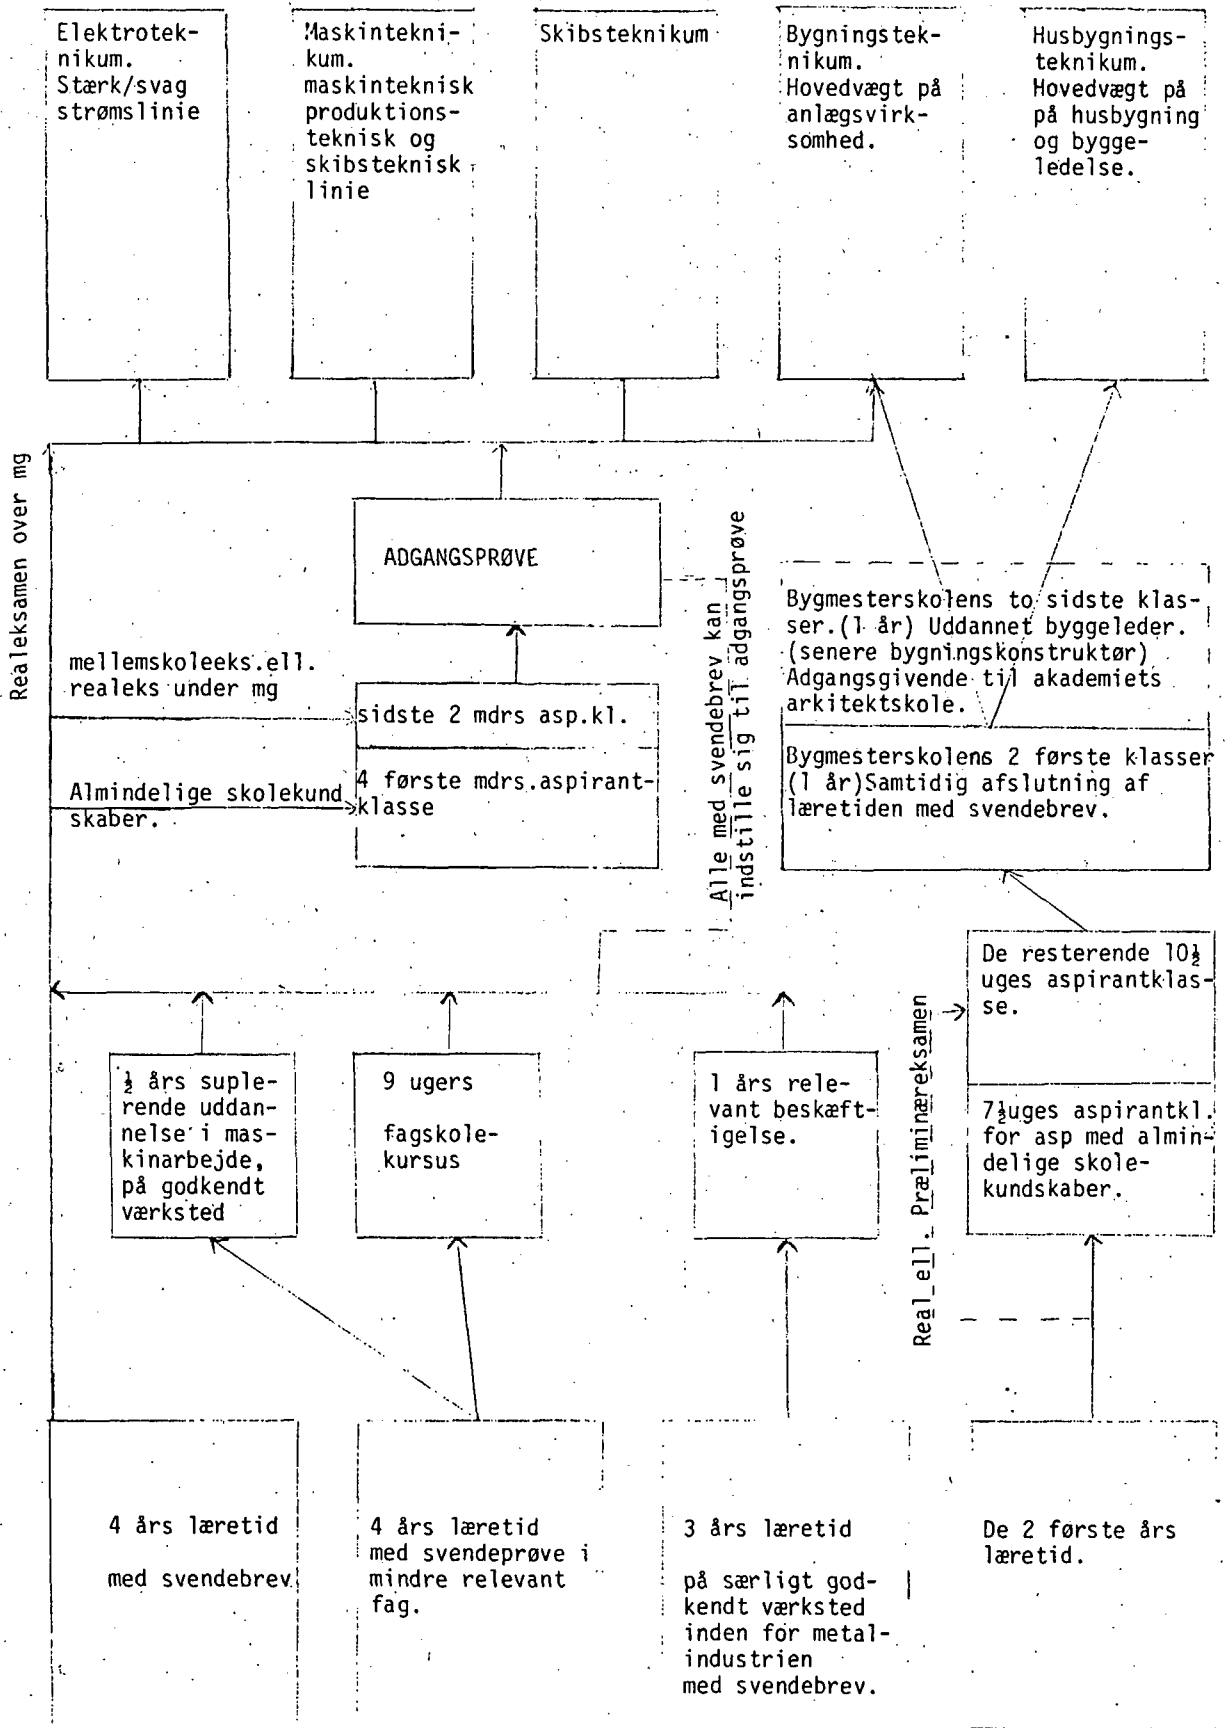 Elektrotek-
nikum.
Stærk/svag
strømslinie
Maskintekni-
kum.
maskinteknisk
produktions-
teknisk og
skibsteknisk
linie
Skibsteknikum
Bygningstek-
nikum.
Hovedvægt på
anlægsvirk-
somhed.
Husbygnings-
teknikum.
Hovedvægt på
på husbygning
og bygge-
ledelse.
Realeksamen over mg
ADGANGSPRØVE
mellemskoleeks.ell.
realeks under mg
sidste 2 mdrs asp.kl.
Almindelige skolekund
skaber.
4 første mdrs.aspirant-
klasse
Alle med svendebrev kan
indstille sig til adgangsprøve
Bygmesterskolens to sidste klas-
ser.(1 år) Uddannet byggeleder.
(senere bygningskonstruktør)
Adgangsgivende til akademiets
arkitektskole.
Bygmesterskolens 2 første klasser
(1 år)Samtidig afslutning af
læretiden med svendebrev.
De resterende 10½
uges aspirantklas-
se.
7½uges aspirantkl.
for asp med almin-
delige skole-
kundskaber.
Real ell. Præliminæreksamen
½ års suple-
rende uddan-
nelse i mas-
kinarbejde,
på godkendt
værksted
9 ugers
fagskole-
kursus
1 års rele-
vant beskæft-
igelse.
4 års læretid
med svendebrev
4 års læretid
med svendeprøve i
mindre relevant
fag.
3 års læretid
på særligt god-
kendt værksted
inden for metal-
industrien
med svendebrev.
De 2 første års
læretid.